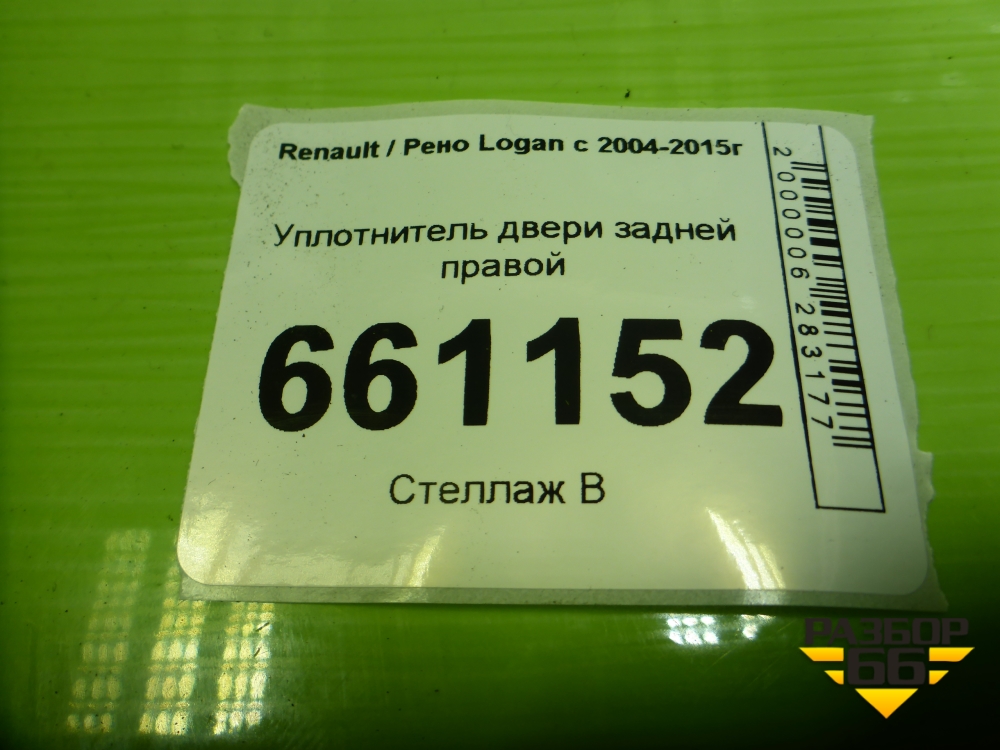 Renault / Рено Logan с 2004-2015г
Уплотнитель двери задней
правой
661152
Стеллаж В
2000006283177
РАЗБОР
66